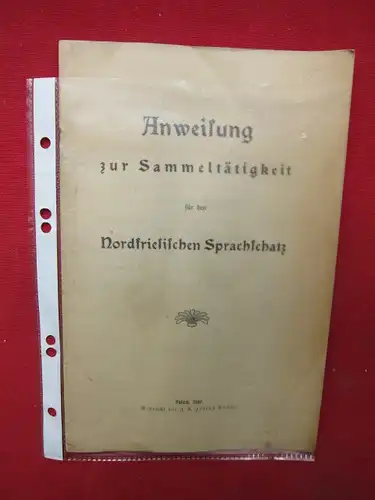 Anweiſung
zur Sammeltätigkeit
für den
Nordfrieſiſchen Sprachſchatz